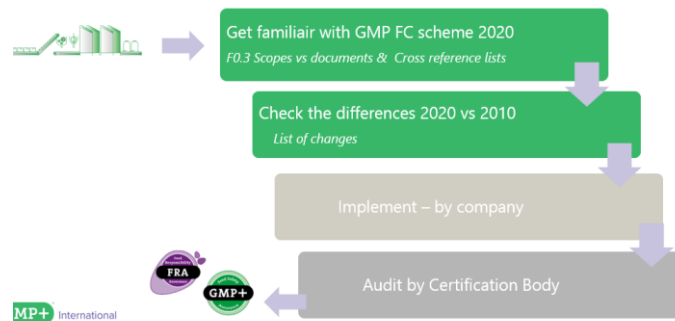 Get familiair with GMP FC scheme 2020
F0.3 Scopes vs documents & Cross reference lists
Check the differences 2020 vs 2010
List of changes
Implement – by company
Audit by Certification Body
FRA
GMP+
MP+ International